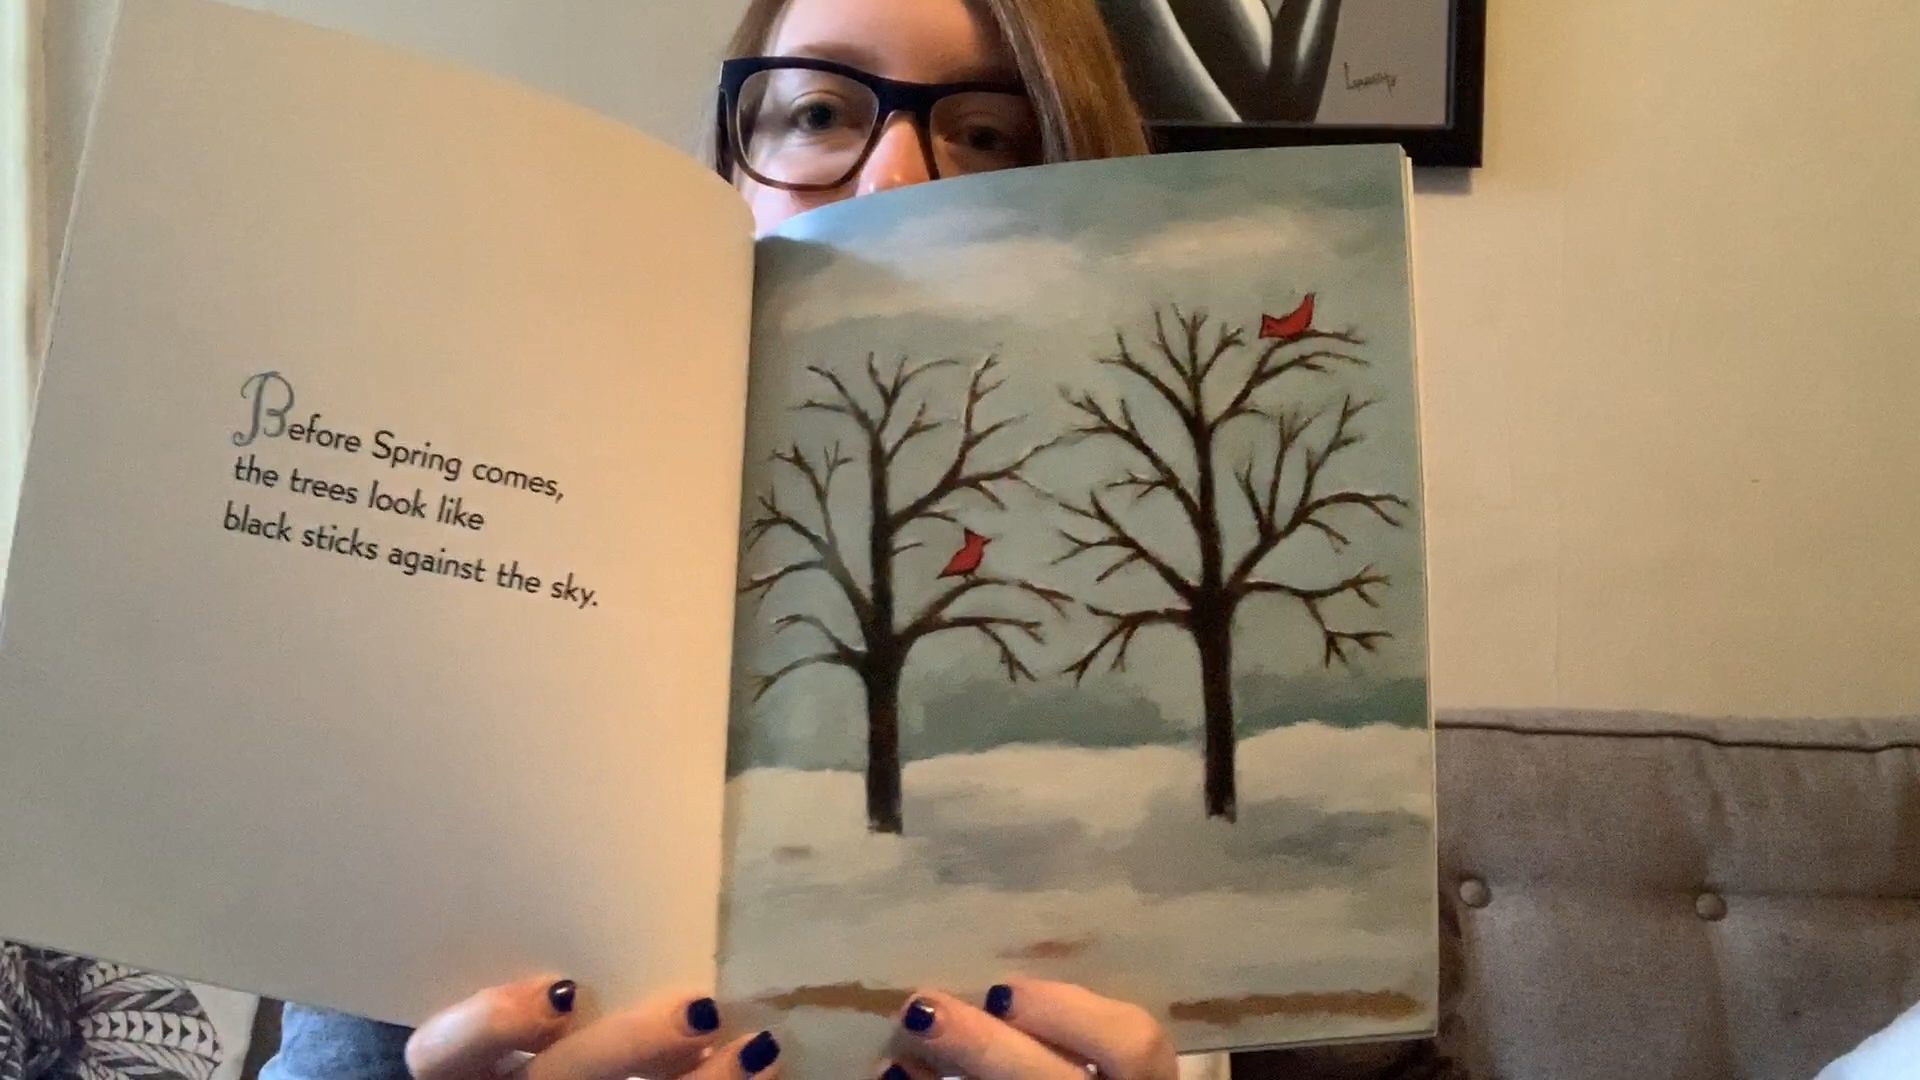 Before Spring comes,
the trees look like
black sticks against the sky.